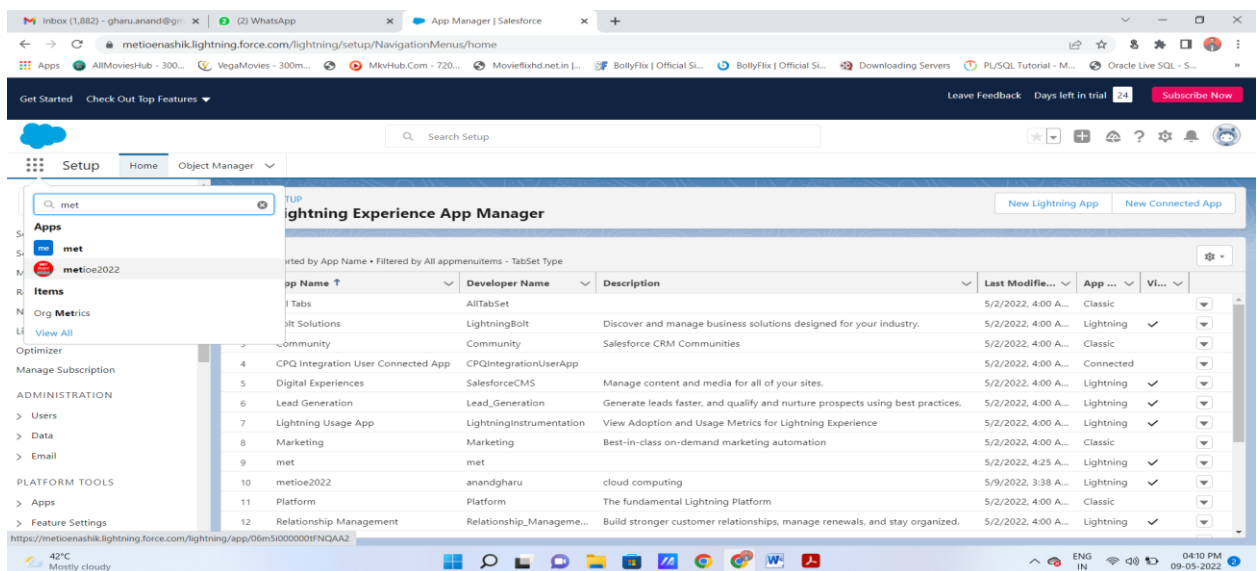 Inbox (1,882) - gharu.anand@gm
(2) WhatsApp
App Manager | Salesforce
metioenashik.lightning.force.com/lightning/setup/NavigationMenus/home
Apps AllMoviesHub - 300... VegaMovies - 300m... MkvHub.Com - 720... Movieflixhd.net.in |... BollyFlix | Official Si... BollyFlix | Official Si... Downloading Servers PL/SQL Tutorial - M... Oracle Live SQL - S... »
Get Started Check Out Top Features Leave Feedback Days left in trial 24 Subscribe Now
Search Setup
Setup Home Object Manager
met
Apps
me met
metioe2022
Items
Org Metrics
View All
Optimizer
Manage Subscription
ADMINISTRATION
Users
Data
Email
PLATFORM TOOLS
Apps
Feature Settings
TUP
ightning Experience App Manager
New Lightning App New Connected App
orted by App Name • Filtered by All appmenuitems - TabSet Type
pp Name ↑ Developer Name Description Last Modifie... App ... Vi...
l Tabs AllTabSet 5/2/2022, 4:00 A... Classic
olt Solutions LightningBolt Discover and manage business solutions designed for your industry. 5/2/2022, 4:00 A... Lightning ✓
Community Community Salesforce CRM Communities 5/2/2022, 4:00 A... Classic
4 CPQ Integration User Connected App CPQIntegrationUserApp 5/2/2022, 4:00 A... Connected
5 Digital Experiences SalesforceCMS Manage content and media for all of your sites. 5/2/2022, 4:00 A... Lightning ✓
6 Lead Generation Lead_Generation Generate leads faster, and qualify and nurture prospects using best practices. 5/2/2022, 4:00 A... Lightning ✓
7 Lightning Usage App LightningInstrumentation View Adoption and Usage Metrics for Lightning Experience 5/2/2022, 4:00 A... Lightning ✓
8 Marketing Marketing Best-in-class on-demand marketing automation 5/2/2022, 4:00 A... Classic
9 met met 5/2/2022, 4:25 A... Lightning ✓
10 metioe2022 anandgharu cloud computing 5/9/2022, 3:38 A... Lightning ✓
11 Platform Platform The fundamental Lightning Platform 5/2/2022, 4:00 A... Classic
12 Relationship Management Relationship_Manageme... Build stronger customer relationships, manage renewals, and stay organized. 5/2/2022, 4:00 A... Lightning ✓
https://metioenashik.lightning.force.com/lightning/app/06m5i000000tFNQAA2
42°C
Mostly cloudy
ENG
IN
04:10 PM
09-05-2022
2